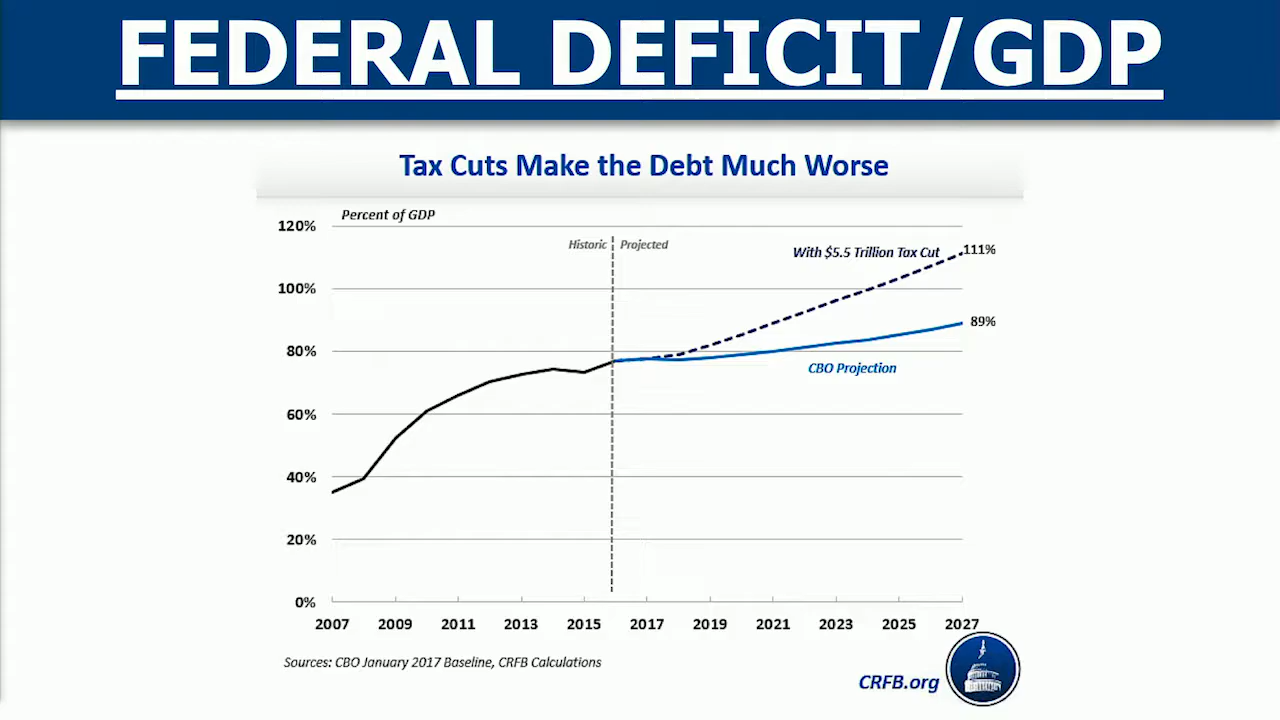 FEDERAL DEFICIT/GDP
Tax Cuts Make the Debt Much Worse
Percent of GDP
120%
Historic Projected
With $5.5 Trillion Tax Cut 111%
100%
89%
80%
CBO Projection
60%
40%
20%
0%
2007 2009 2011 2013 2015 2017 2019 2021 2023 2025 2027
Sources: CBO January 2017 Baseline, CRFB Calculations
CRFB.org